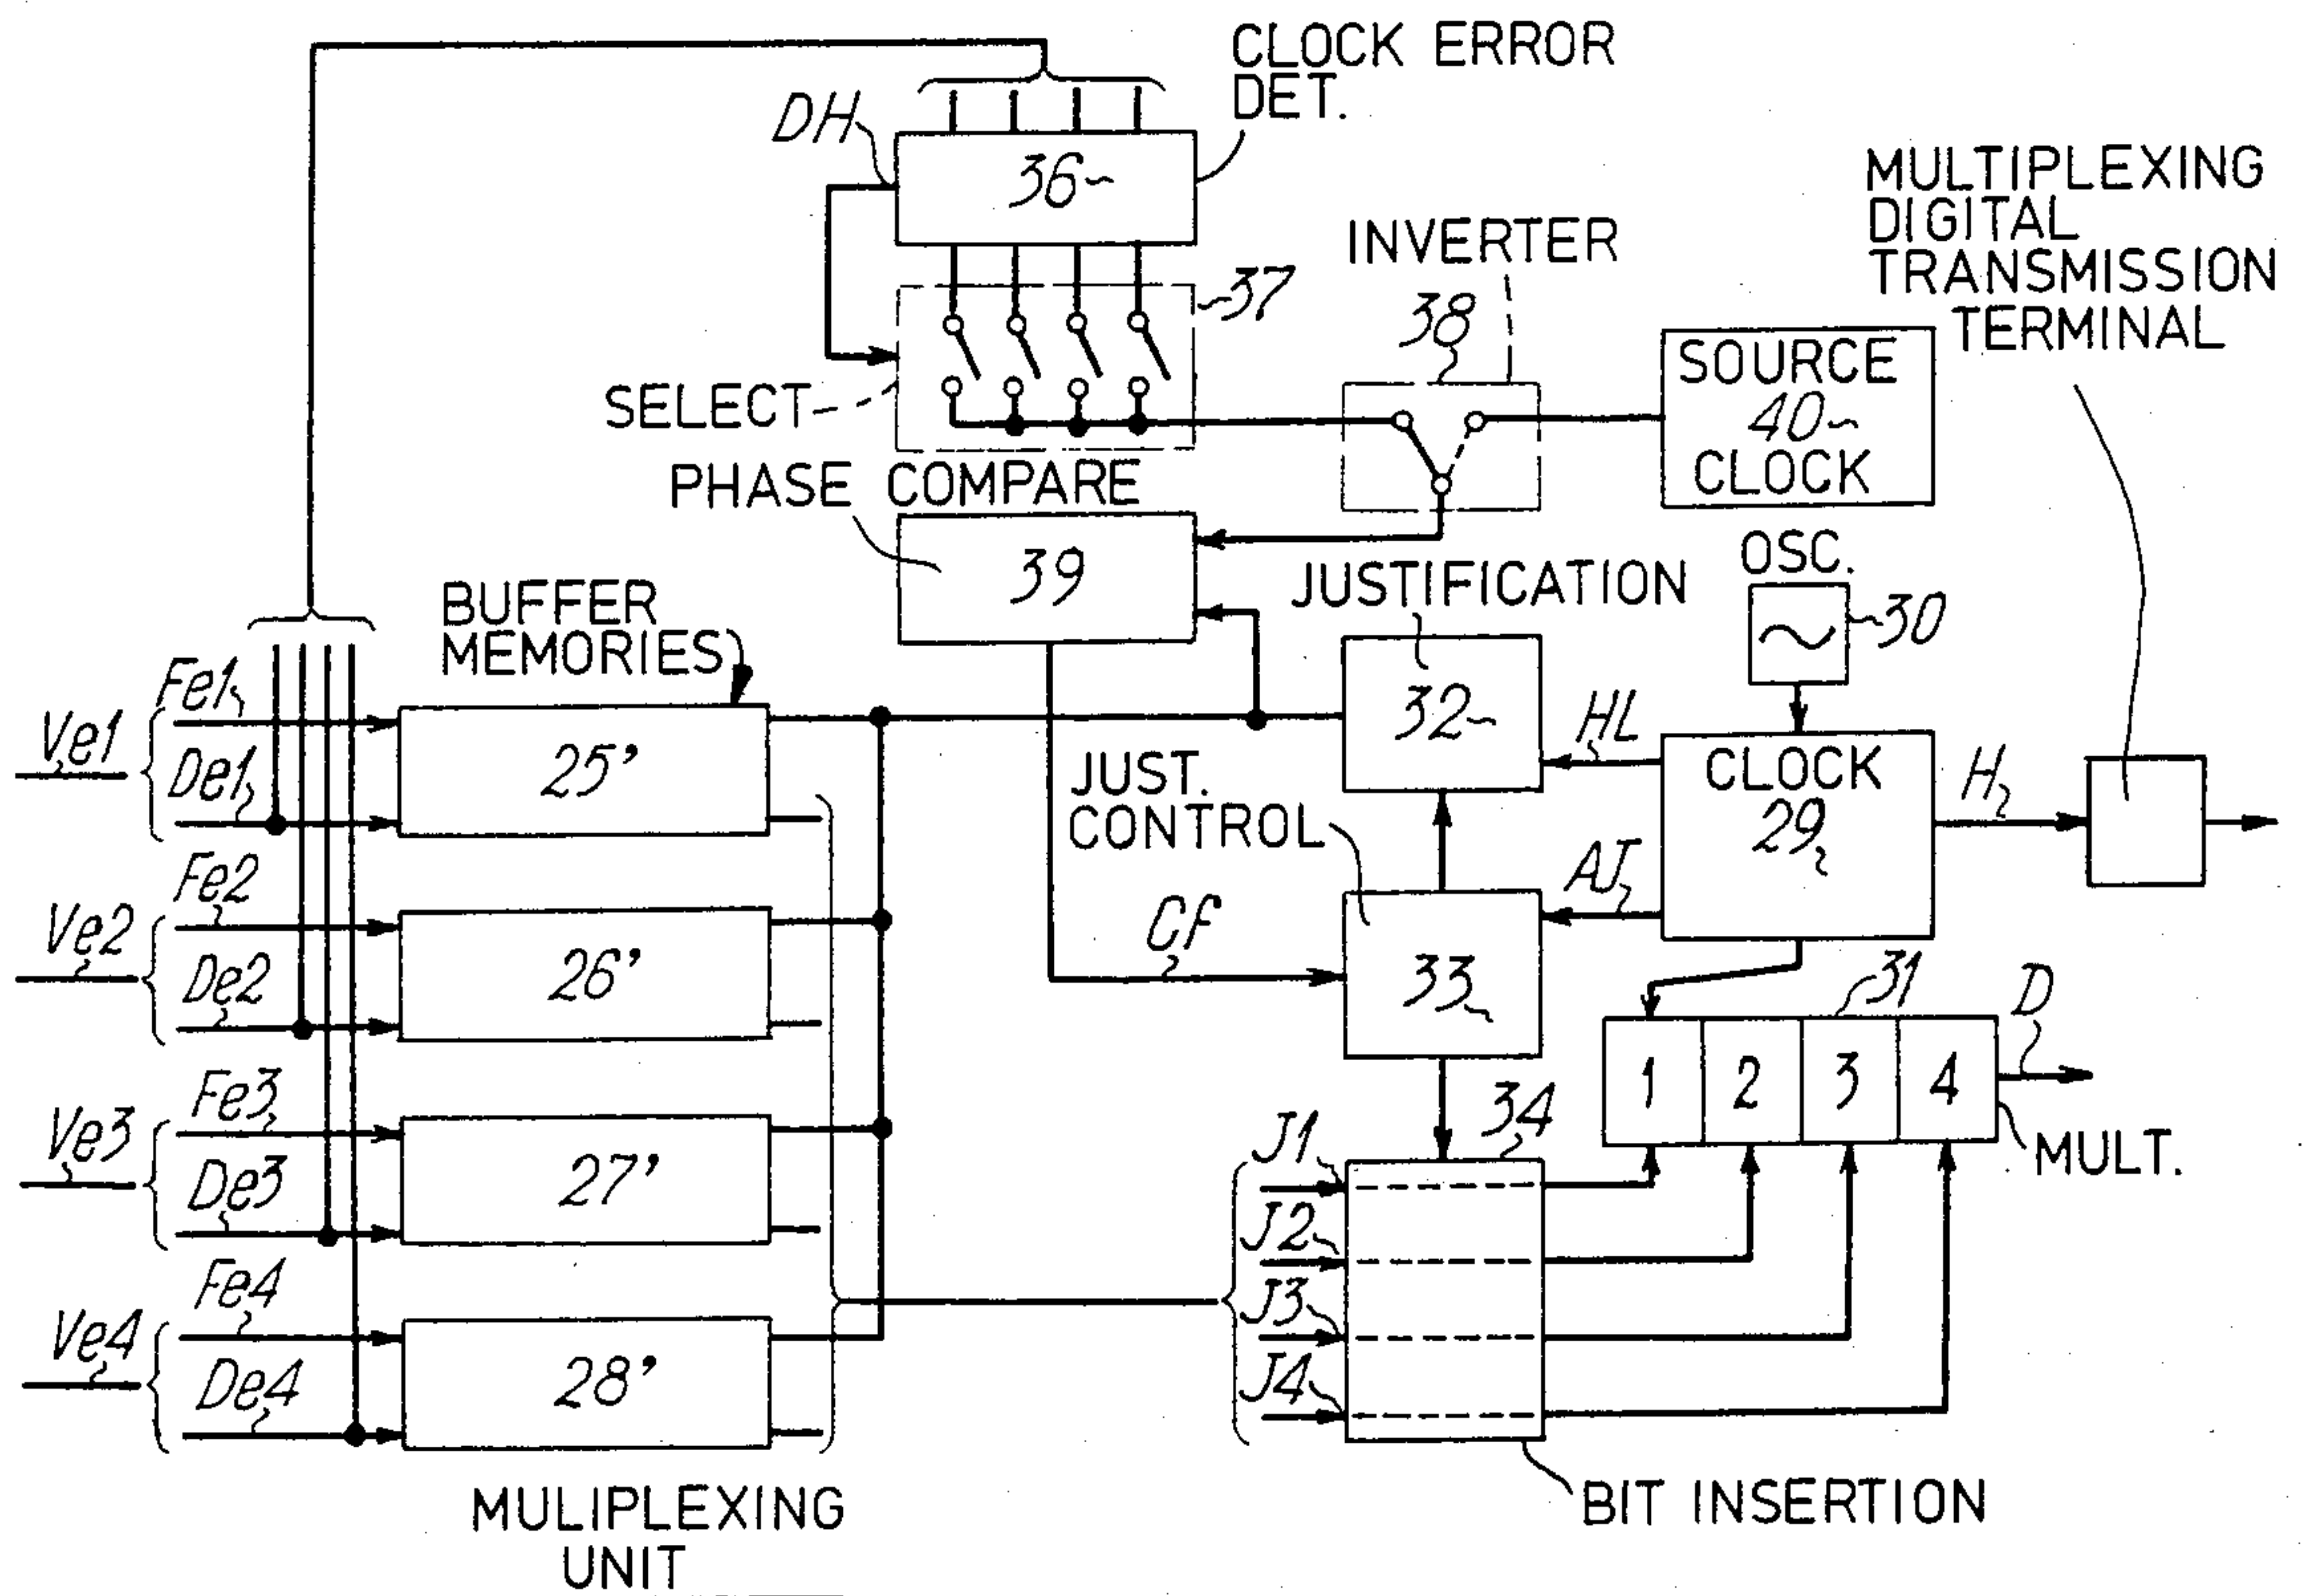 CLOCK ERROR
DET.
DH
36
MULTIPLEXING
DIGITAL
TRANSMISSION
TERMINAL
INVERTER
37
38
SELECT
SOURCE
40
CLOCK
PHASE COMPARE
39
OSC.
30
JUSTIFICATION
BUFFER
MEMORIES
Fe1
Ve1
De1
25'
32
HL
CLOCK
29
H
JUST.
CONTROL
AJ
Fe2
Ve2
De2
26'
CF
33
31
D
1 2 3 4
MULT.
Fe3
Ve3
De3
27'
34
J1
J2
J3
J4
Fe4
Ve4
De4
28'
BIT INSERTION
MULIPLEXING
UNIT